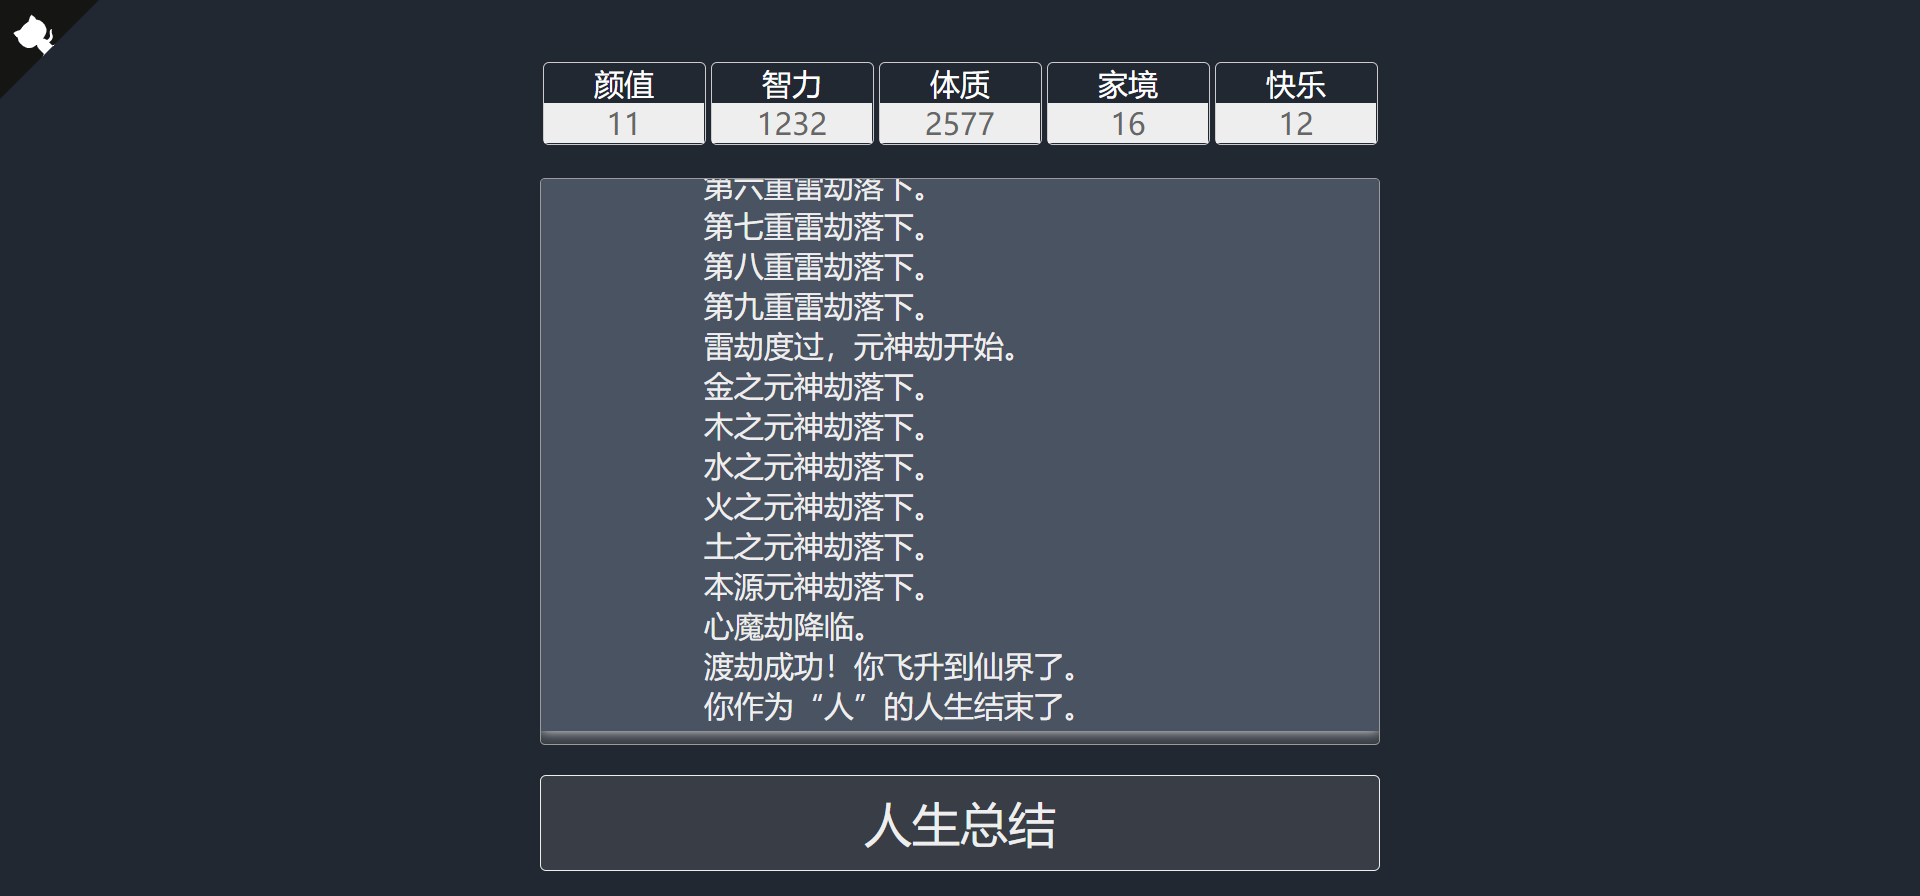 颜值 智力 体质 家境 快乐
11 1232 2577 16 12
第六重雷劫落下。
第七重雷劫落下。
第八重雷劫落下。
第九重雷劫落下。
雷劫度过，元神劫开始。
金之元神劫落下。
木之元神劫落下。
水之元神劫落下。
火之元神劫落下。
土之元神劫落下。
本源元神劫落下。
心魔劫降临。
渡劫成功！你飞升到仙界了。
你作为“人”的人生结束了。
人生总结